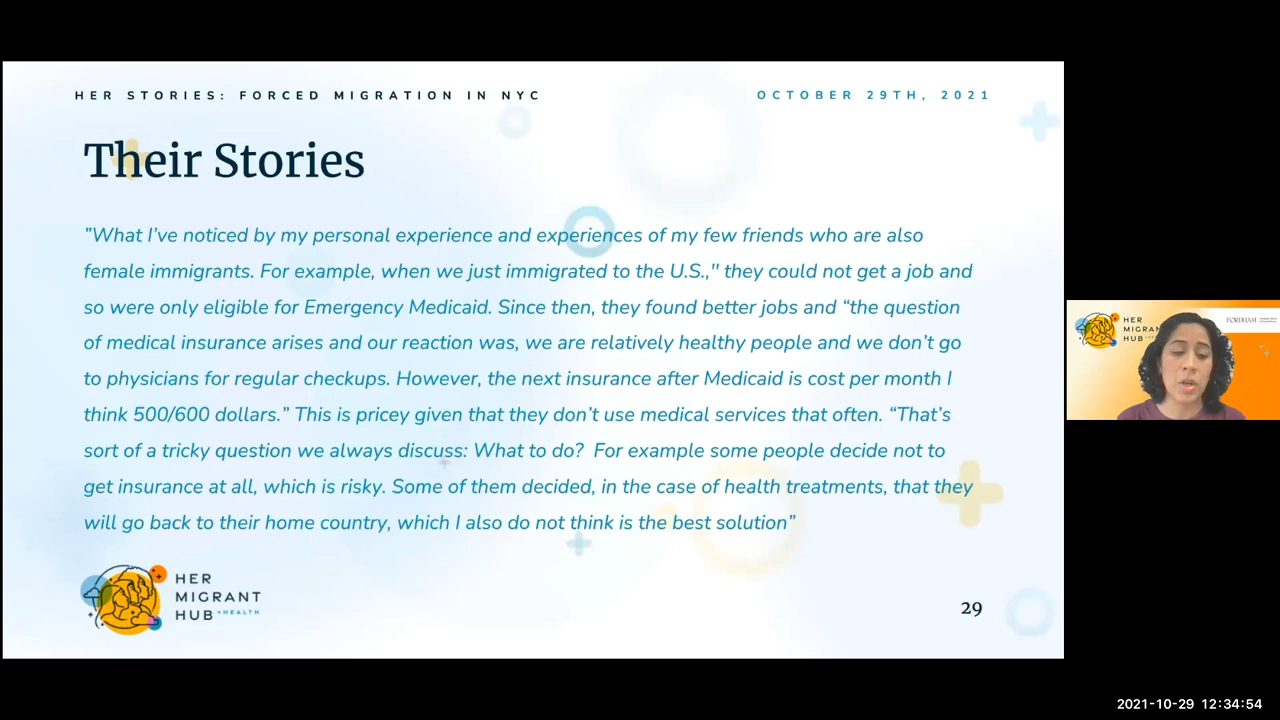 HER STORIES: FORCED MIGRATION IN NYC
OCTOBER 29TH, 2021
Their Stories
"What I've noticed by my personal experience and experiences of my few friends who are also
female immigrants. For example, when we just immigrated to the U.S.," they could not get a job and
so were only eligible for Emergency Medicaid. Since then, they found better jobs and “the question
of medical insurance arises and our reaction was, we are relatively healthy people and we don’t go
to physicians for regular checkups. However, the next insurance after Medicaid is cost per month I
think 500/600 dollars.” This is pricey given that they don’t use medical services that often. “That’s
sort of a tricky question we always discuss: What to do?  For example some people decide not to
get insurance at all, which is risky. Some of them decided, in the case of health treatments, that they
will go back to their home country, which I also do not think is the best solution”
HER
MIGRANT
HUB +HEALTH
29
HER
MIGRANT
HUB
FORDHAM
2021-10-29 12:34:54